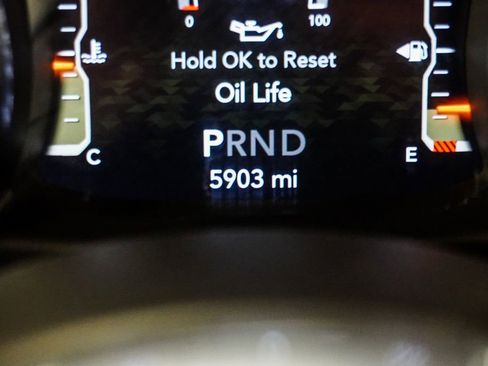 0 100
Hold OK to Reset
Oil Life
PRND
C E
5903 mi